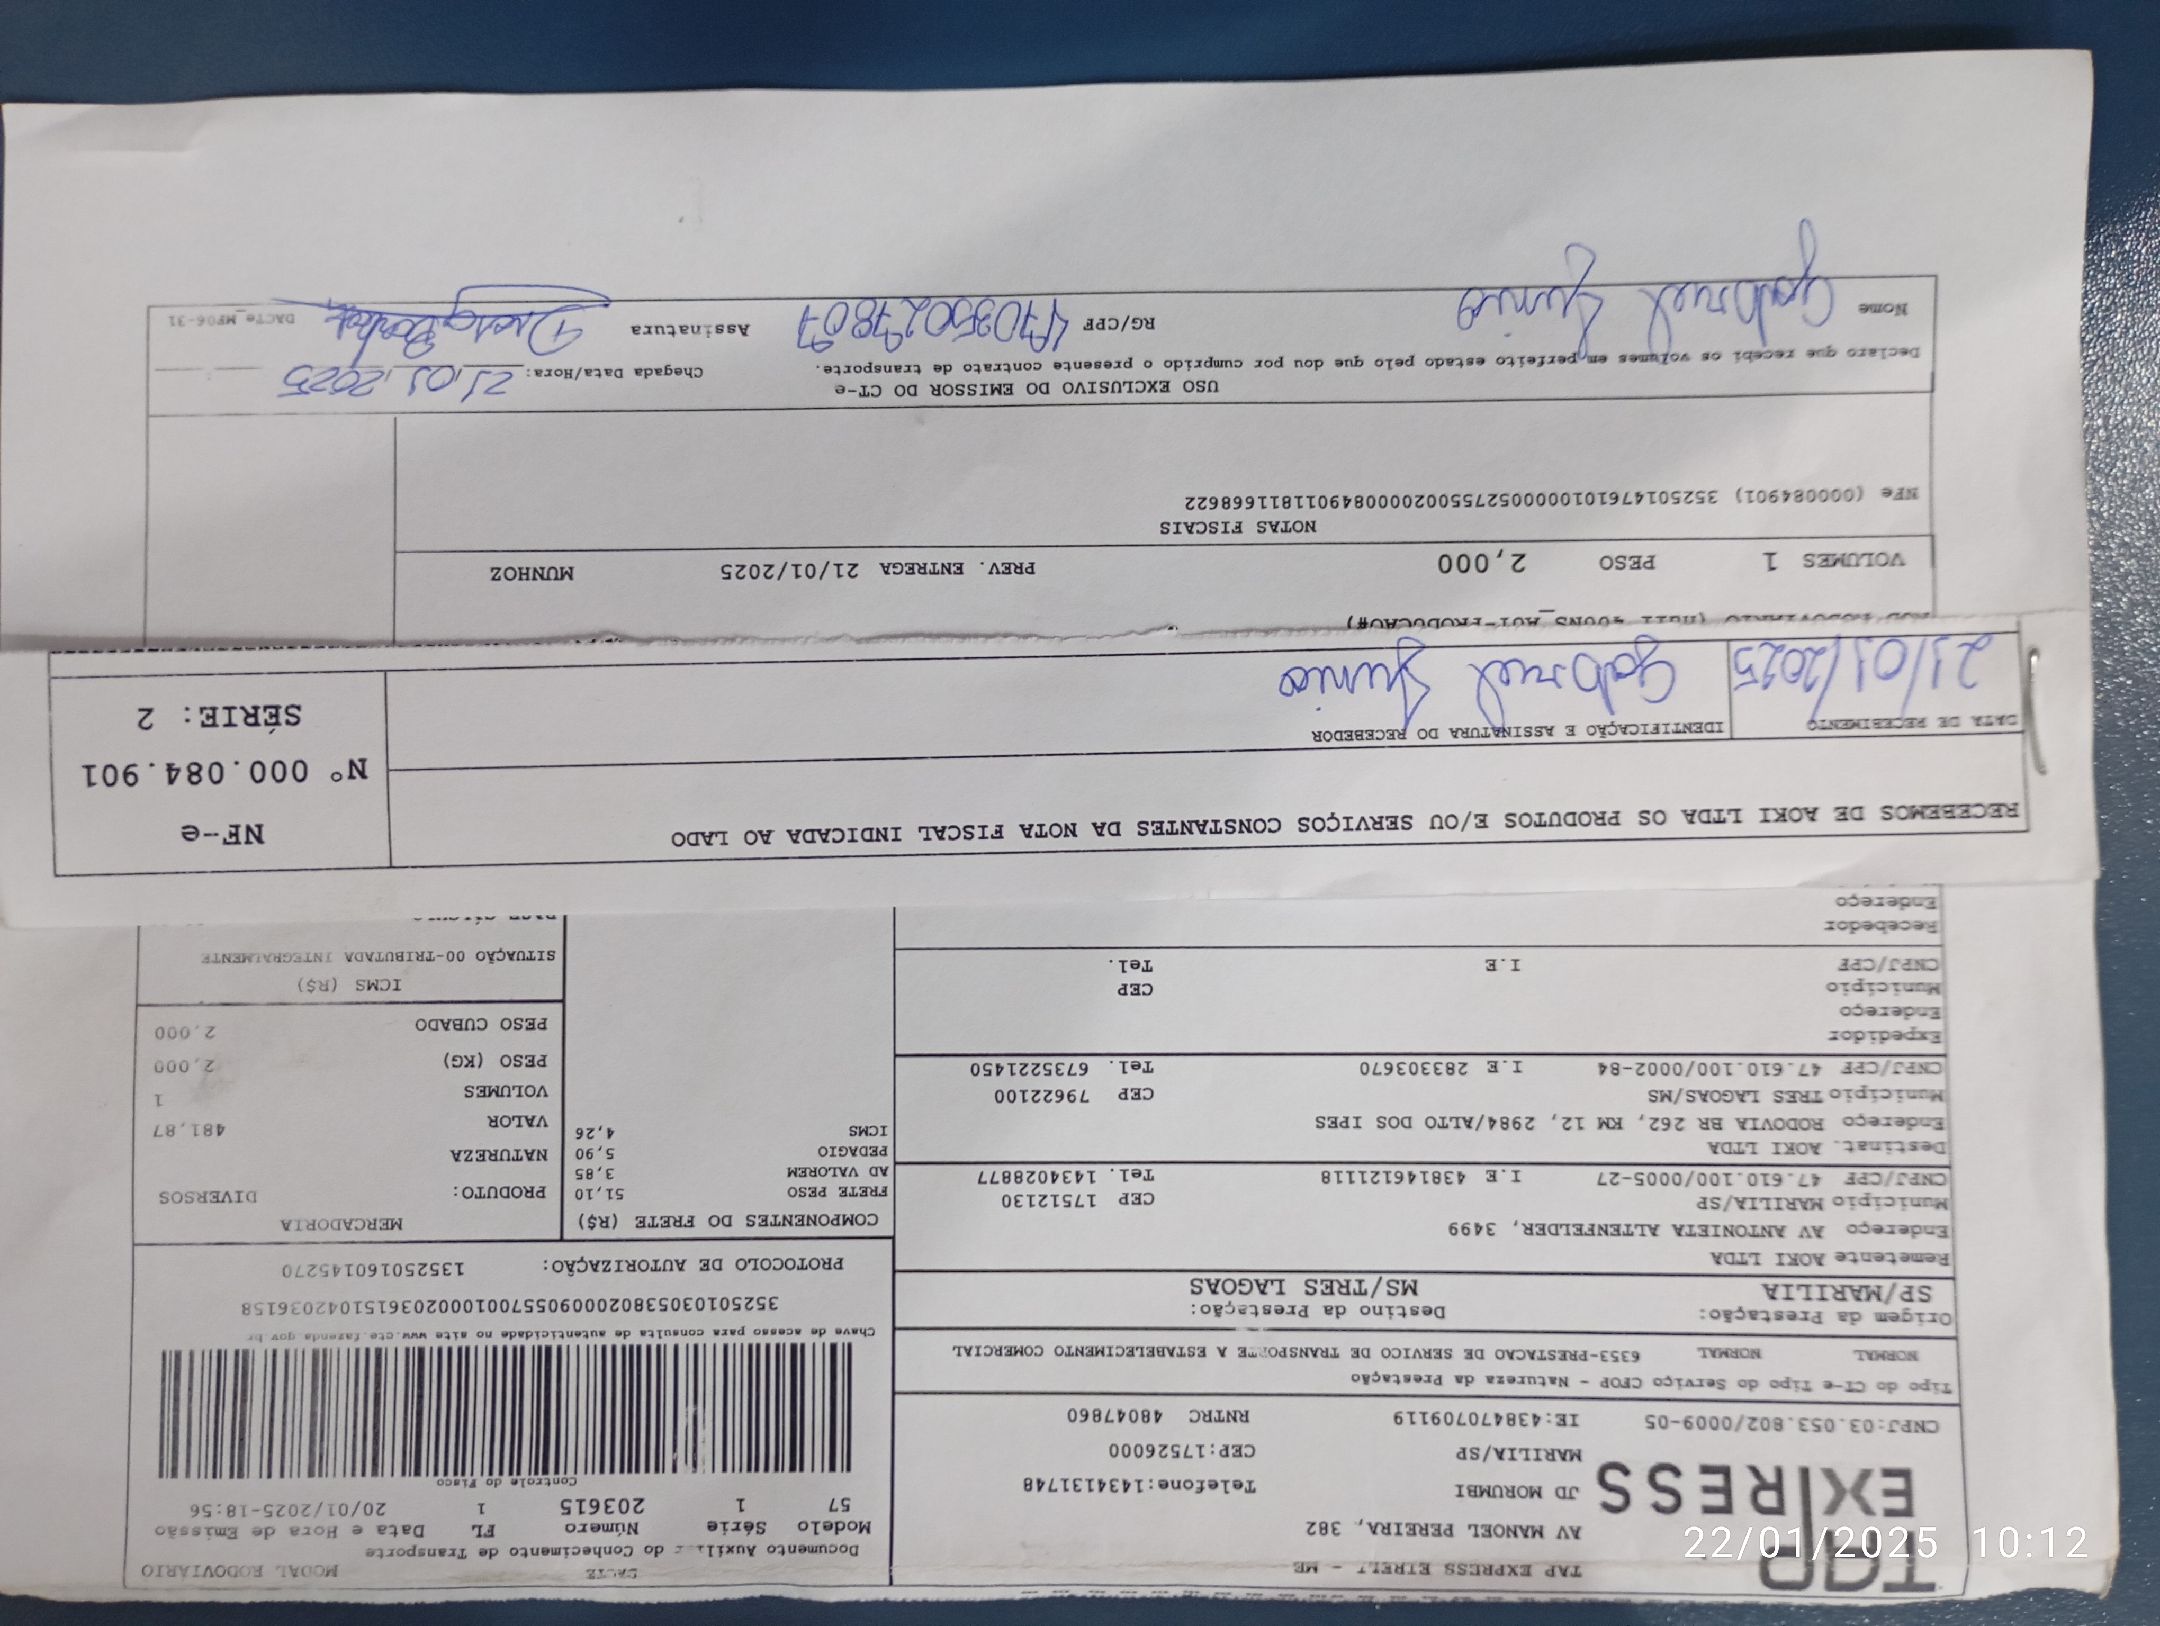 TAP EXPRESS
TAP EXPRESS EIRELI - ME
AV MANOEL PEREIRA, 382
JD MORUMBI Telefone:1434131748
MARILIA/SP CEP:17526000
CNPJ:03.053.802/0009-05 IE:43847079119 RNTRC 48047860
DACTE MODAL RODOVIARIO
Documento Auxil. do Conhecimento de Transporte
Modelo Série Número FL Data e Hora de Emissão
57 1 203615 1 20/01/2025-18:56
Controle do Fisco
Chave de acesso para consulta de autenticidade no site www.cte.fazenda.gov.br
35250103053802000905570010002036151042036158
PROTOCOLO DE AUTORIZAÇÃO: 135250160145270
Tipo do CT-e Tipo do Serviço CFOP - Natureza da Prestação
NORMAL NORMAL 6353-PRESTACAO DE SERVICO DE TRANSPORTE A ESTABELECIMENTO COMERCIAL
Origem da Prestação: Destino da Prestação:
SP/MARILIA MS/TRES LAGOAS
Remetente AOKI LTDA
Endereço AV ANTONIETA ALTENFELDER, 3499
Município MARILIA/SP CEP 17512130
CNPJ/CPF 47.610.100/0005-27 I.E 438146121118 Tel. 1434028877
Destinat. AOKI LTDA
Endereço RODOVIA BR 262, KM 12, 2984/ALTO DOS IPES
Município TRES LAGOAS/MS CEP 79622100
CNPJ/CPF 47.610.100/0002-84 I.E 283303670 Tel. 6735221450
Expedidor
Endereço
Município CEP
CNPJ/CPF I.E Tel.
Recebedor
Endereço
COMPONENTES DO FRETE (R$)
FRETE PESO 51,10
AD VALOREM 3,85
PEDAGIO 5,90
ICMS 4,26
MERCADORIA
PRODUTO: DIVERSOS
NATUREZA
VALOR 481,87
VOLUMES 1
PESO (KG) 2,000
PESO CUBADO 2,000
ICMS (R$)
SITUAÇÃO 00-TRIBUTADA INTEGRALMENTE
RECEBEMOS DE AOKI LTDA OS PRODUTOS E/OU SERVIÇOS CONSTANTES DA NOTA FISCAL INDICADA AO LADO
NF-e
Nº 000.084.901
SÉRIE: 2
DATA DE RECEBIMENTO IDENTIFICAÇÃO E ASSINATURA DO RECEBEDOR
21/01/2025 Gabriel Junio
VOLUMES 1 PESO 2,000 PREV. ENTREGA 21/01/2025 MUNHOZ
NOTAS FISCAIS
NFe (000084901) 35250147610100000527550020000849011811668622
USO EXCLUSIVO DO EMISSOR DO CT-e
Declaro que recebi os volumes em perfeito estado pelo que dou por cumprido o presente contrato de transporte.
Chegada Data/Hora: 21,01,2025
Nome Gabriel Junio RG/CPF 47035027807 Assinatura
DACTe_MF06-31
22/01/2025 10:12